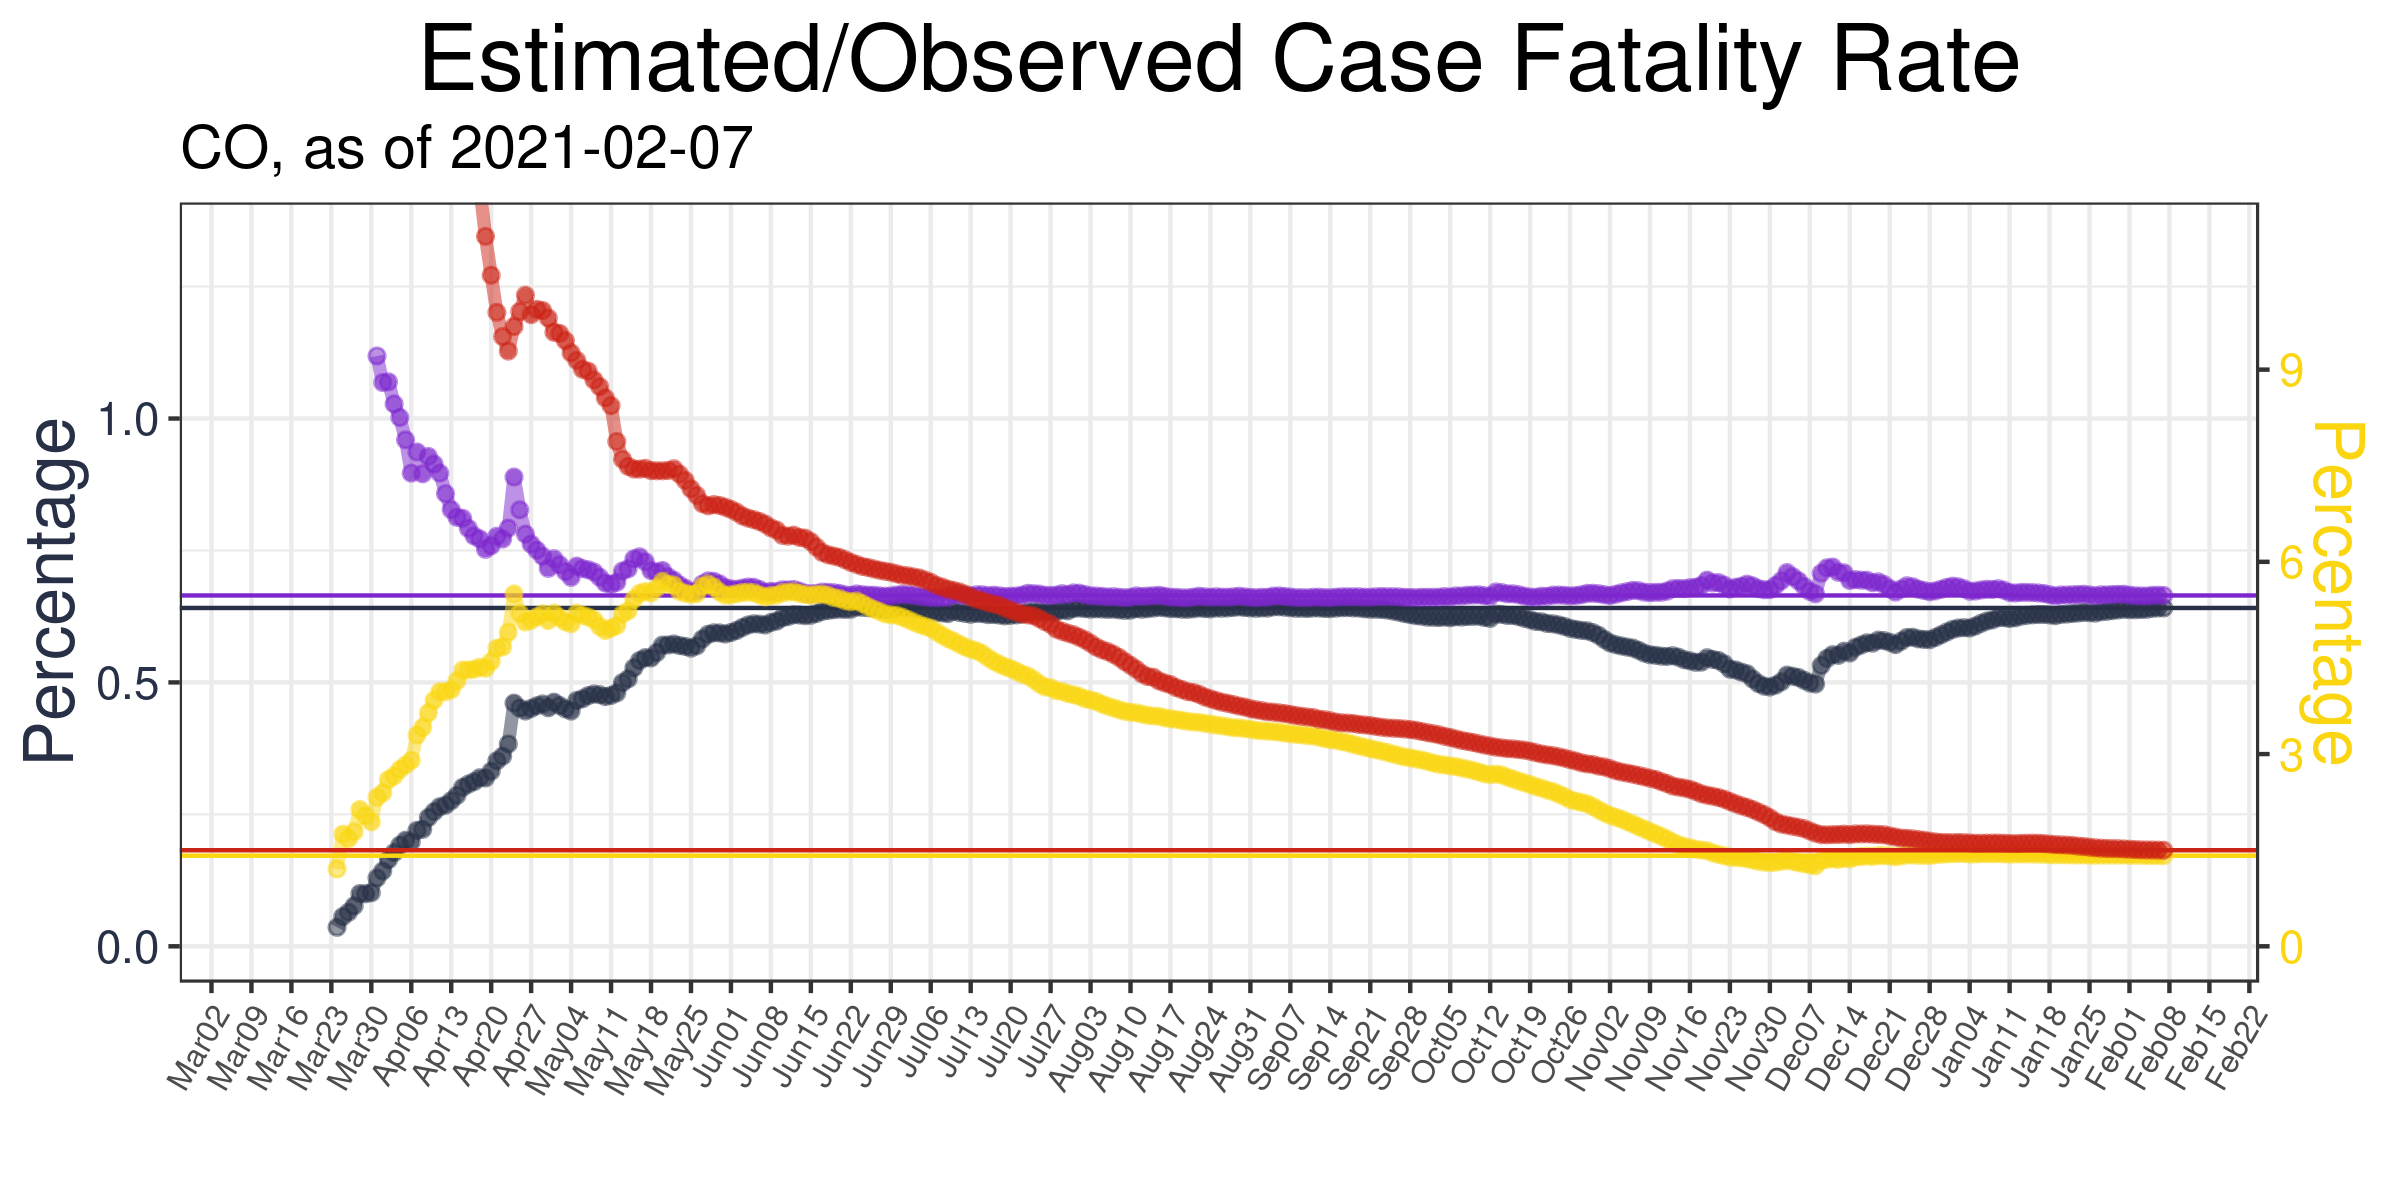 Estimated/Observed Case Fatality Rate
CO, as of 2021-02-07
Percentage
1.0
0.5
0.0
9
6
3
0
Percentage
Mar02 Mar09 Mar16 Mar23 Mar30 Apr06 Apr13 Apr20 Apr27 May04 May11 May18 May25 Jun01 Jun08 Jun15 Jun22 Jun29 Jul06 Jul13 Jul20 Jul27 Aug03 Aug10 Aug17 Aug24 Aug31 Sep07 Sep14 Sep21 Sep28 Oct05 Oct12 Oct19 Oct26 Nov02 Nov09 Nov16 Nov23 Nov30 Dec07 Dec14 Dec21 Dec28 Jan04 Jan11 Jan18 Jan25 Feb01 Feb08 Feb15 Feb22